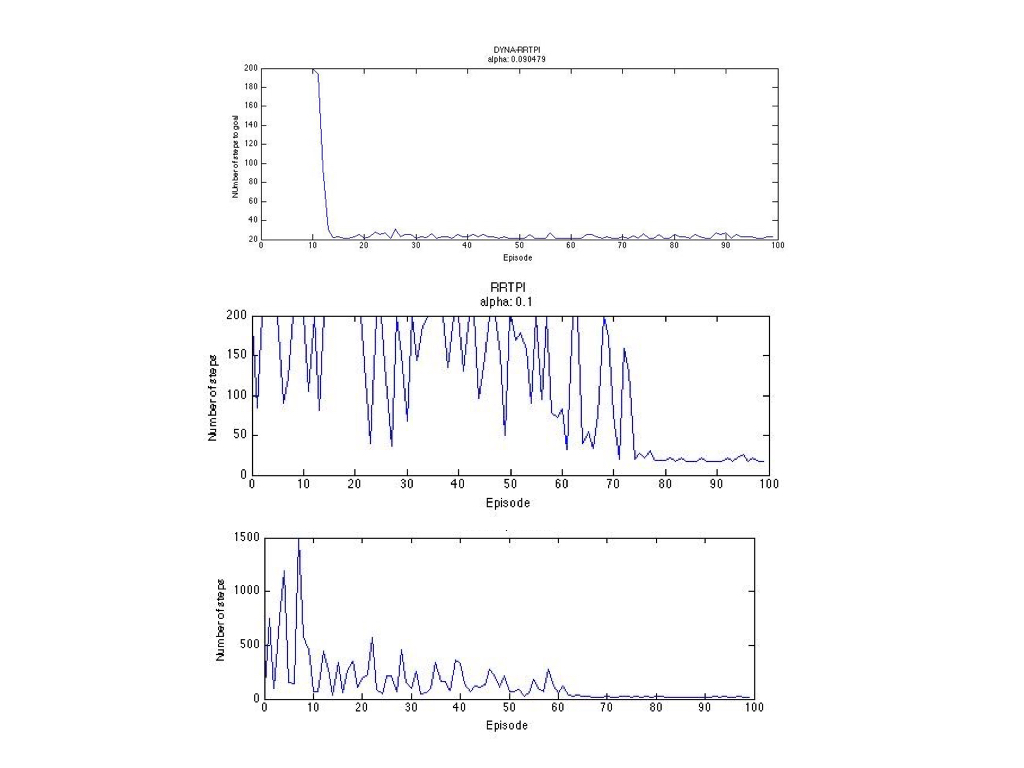 DYNA-RRTPI
alpha: 0.090479
200
180
160
140
120
100
80
60
40
20
NUmber of steps to goal
0 10 20 30 40 50 60 70 80 90 100
Episode
RRTPI
alpha: 0.1
200
150
100
50
0
Number of steps
0 10 20 30 40 50 60 70 80 90 100
Episode
1500
1000
500
0
Number of steps
0 10 20 30 40 50 60 70 80 90 100
Episode